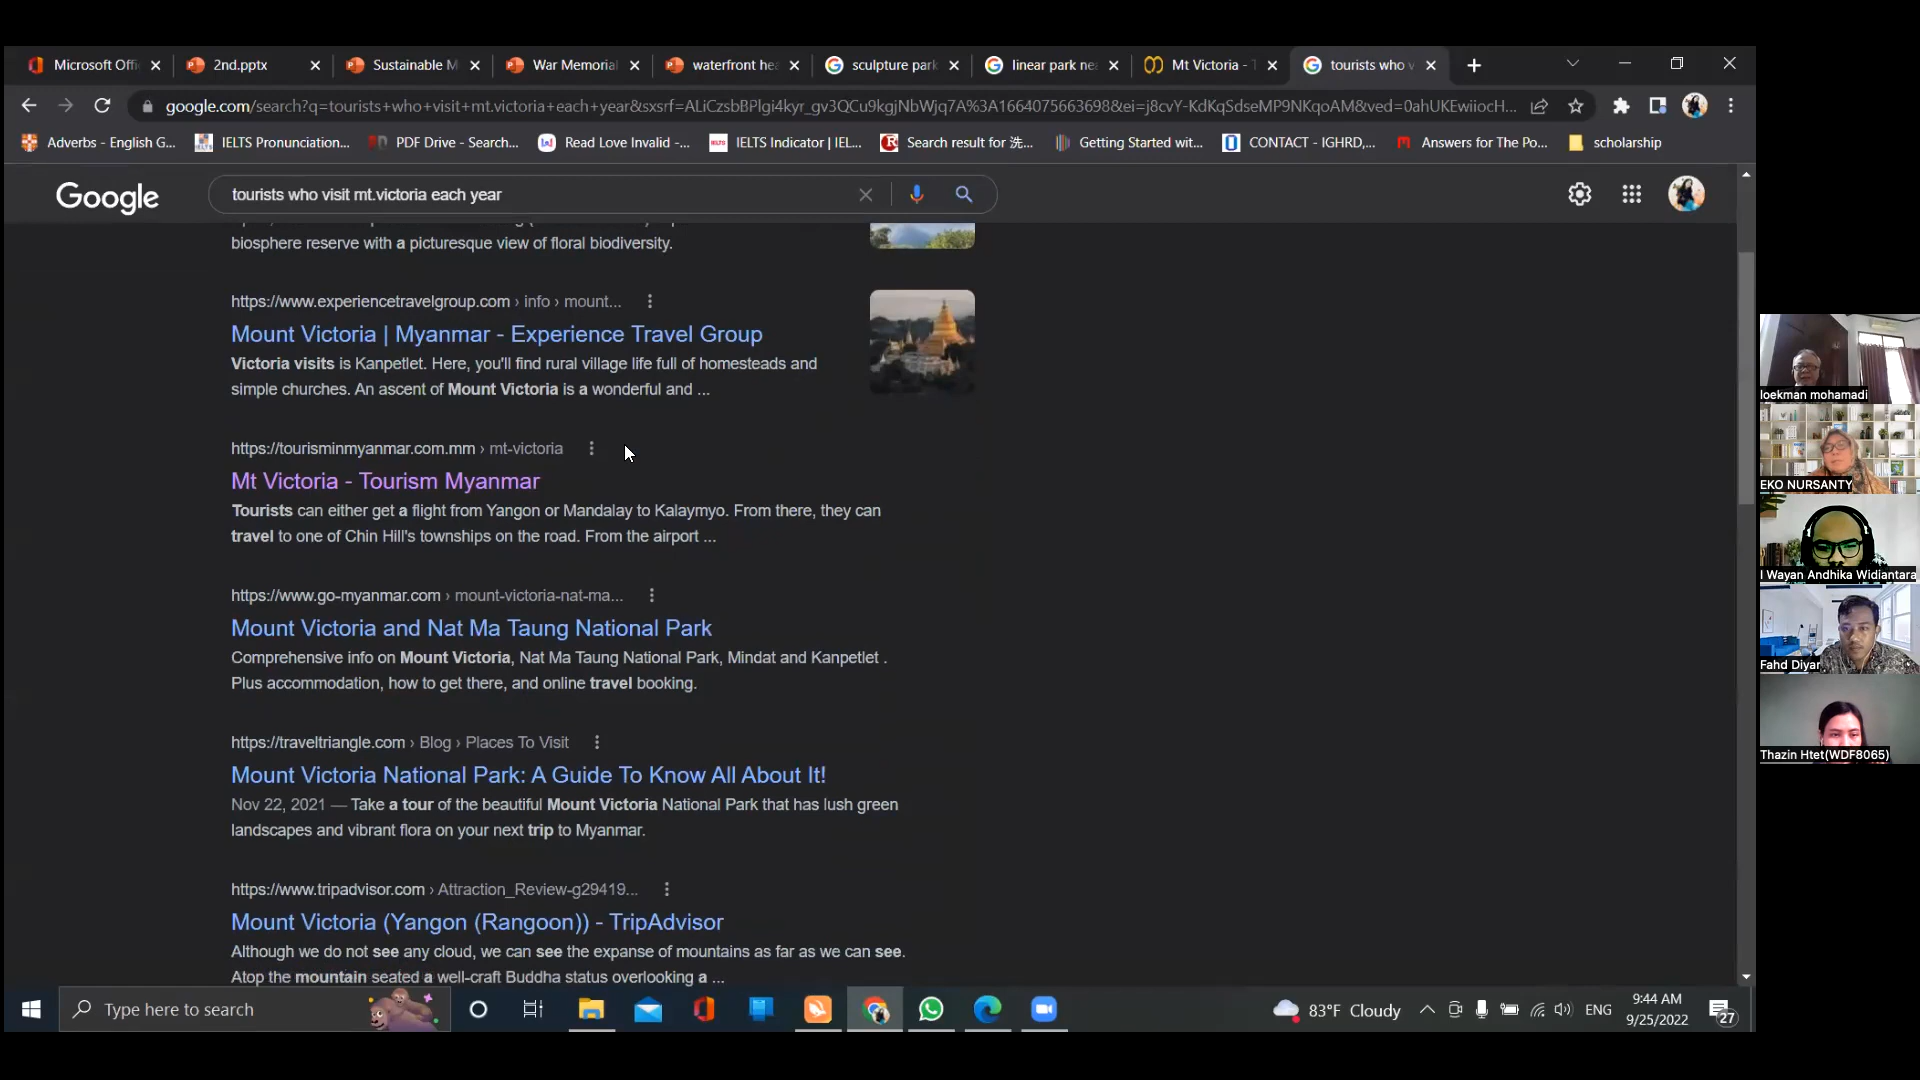 Microsoft Offi
2nd.pptx
Sustainable M
War Memorial
waterfront hea
sculpture park
linear park ne
Mt Victoria - T
tourists who v
google.com/search?q=tourists+who+visit+mt.victoria+each+year&sxsrf=ALiCzsbBPlgi4kyr_gv3QCu9kgjNbWjq7A%3A1664075663698&ei=j8cvY-KdKqSdseMP9NKqoAM&ved=0ahUKEwiiocH...
Adverbs - English G...
IELTS Pronunciation...
PDF Drive - Search...
Read Love Invalid -...
IELTS Indicator | IEL...
Search result for 洗...
Getting Started wit...
CONTACT - IGHRD,...
Answers for The Po...
scholarship
Google
tourists who visit mt.victoria each year
biosphere reserve with a picturesque view of floral biodiversity.
https://www.experiencetravelgroup.com › info › mount...
Mount Victoria | Myanmar - Experience Travel Group
Victoria visits is Kanpetlet. Here, you'll find rural village life full of homesteads and
simple churches. An ascent of Mount Victoria is a wonderful and ...
https://tourisminmyanmar.com.mm › mt-victoria
Mt Victoria - Tourism Myanmar
Tourists can either get a flight from Yangon or Mandalay to Kalaymyo. From there, they can
travel to one of Chin Hill's townships on the road. From the airport ...
https://www.go-myanmar.com › mount-victoria-nat-ma...
Mount Victoria and Nat Ma Taung National Park
Comprehensive info on Mount Victoria, Nat Ma Taung National Park, Mindat and Kanpetlet .
Plus accommodation, how to get there, and online travel booking.
https://traveltriangle.com › Blog › Places To Visit
Mount Victoria National Park: A Guide To Know All About It!
Nov 22, 2021 — Take a tour of the beautiful Mount Victoria National Park that has lush green
landscapes and vibrant flora on your next trip to Myanmar.
https://www.tripadvisor.com › Attraction_Review-g29419...
Mount Victoria (Yangon (Rangoon)) - TripAdvisor
Although we do not see any cloud, we can see the expanse of mountains as far as we can see.
Atop the mountain seated a well-craft Buddha status overlooking a ...
loekman mohamadi
EKO NURSANTY
I Wayan Andhika Widiantara
Fahd Diyar
Thazin Htet(WDF8065)
Type here to search
83°F Cloudy
ENG
9:44 AM
9/25/2022
27